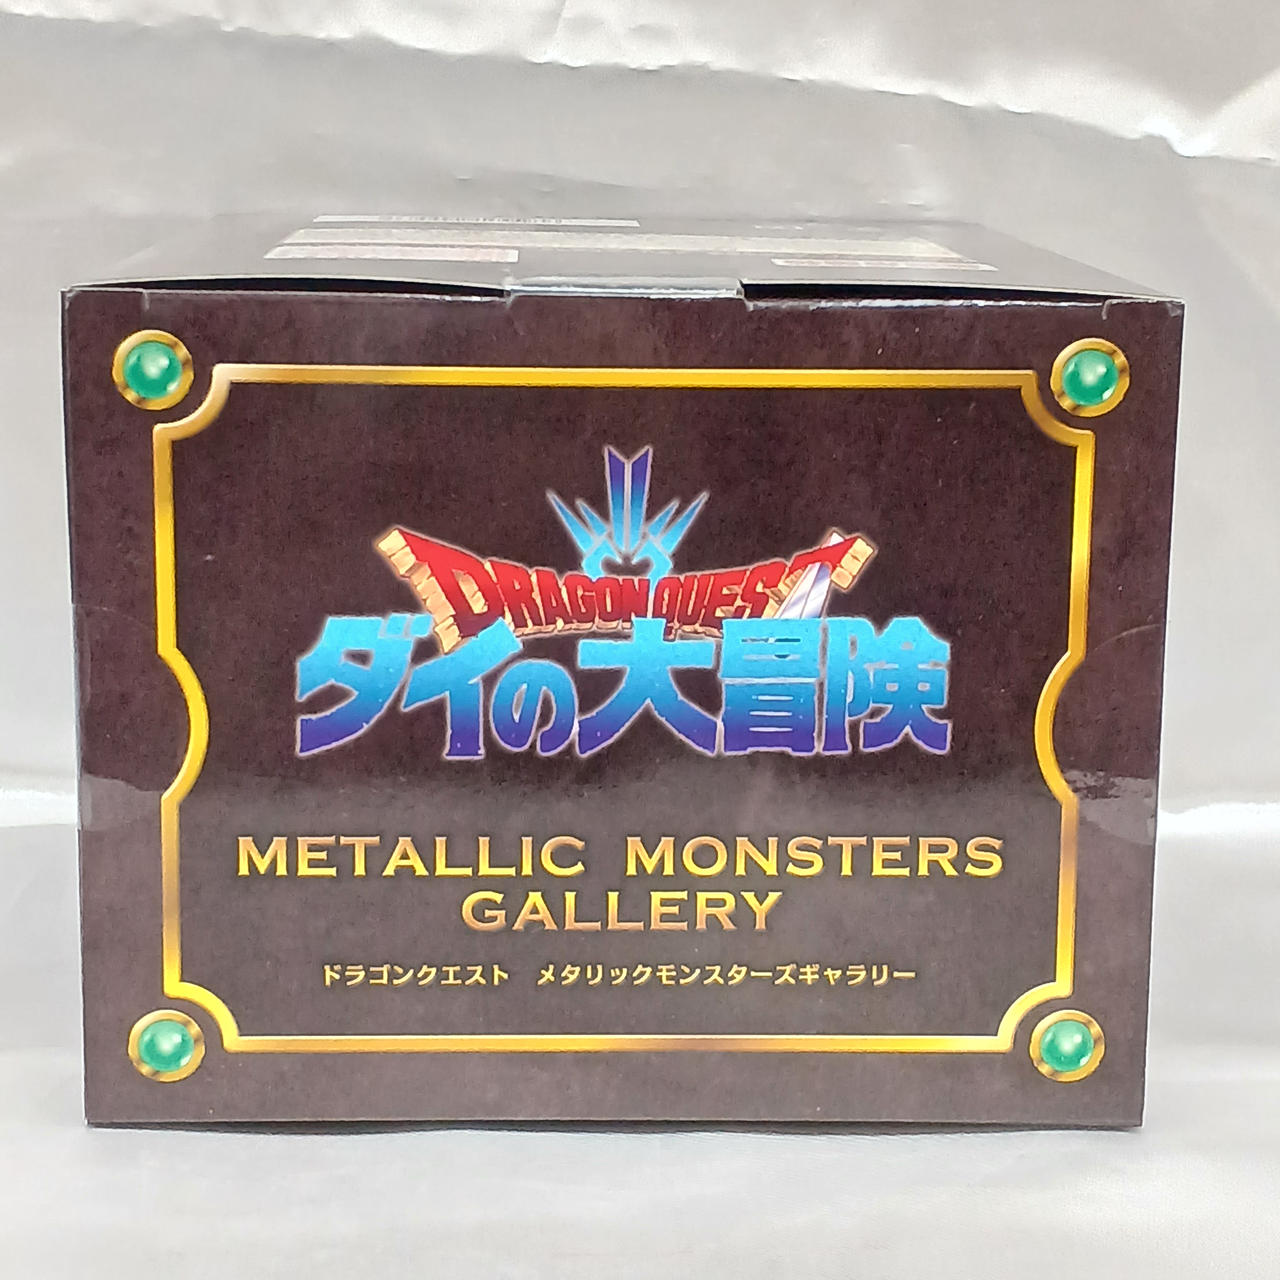 DRAGON QUEST
ダイの大冒険
METALLIC MONSTERS
GALLERY
ドラゴンクエスト メタリックモンスターズギャラリー